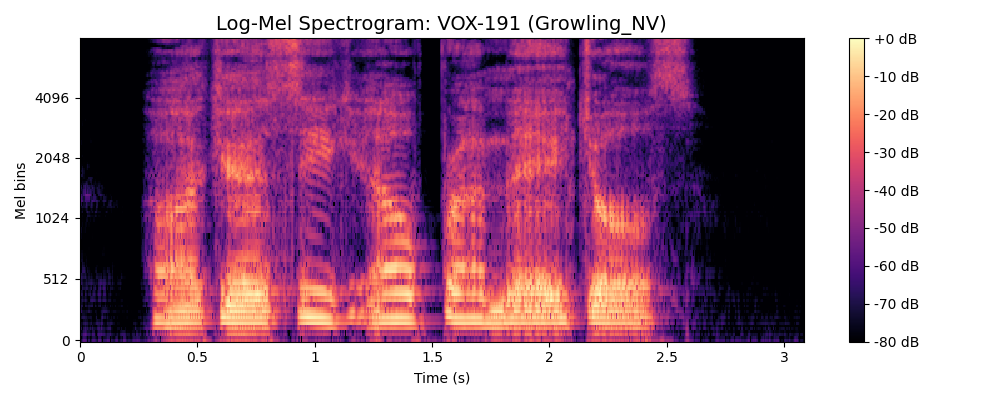 Log-Mel Spectrogram: VOX-191 (Growling_NV)
Mel bins
4096
2048
1024
512
0
0
0.5
1
1.5
2
2.5
3
Time (s)
+0 dB
-10 dB
-20 dB
-30 dB
-40 dB
-50 dB
-60 dB
-70 dB
-80 dB